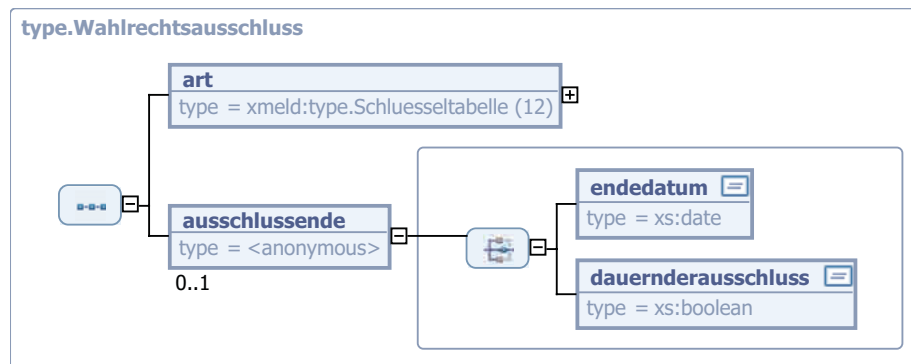 type.Wahlrechtsausschluss
art
type = xmeld:type.Schluesseltabelle (12)
ausschlussende
type = <anonymous>
0..1
endedatum
type = xs:date
dauernderausschluss
type = xs:boolean